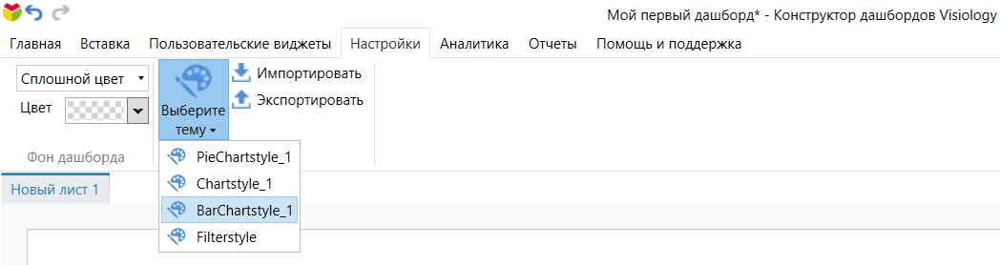 Мой первый дашборд* - Конструктор дашбордов Visiology
Главная Вставка Пользовательские виджеты Настройки Аналитика Отчеты Помощь и поддержка
Сплошной цвет
Цвет
Фон дашборда
Выберите
тему
Импортировать
Экспортировать
PieChartstyle_1
Chartstyle_1
BarChartstyle_1
Filterstyle
Новый лист 1